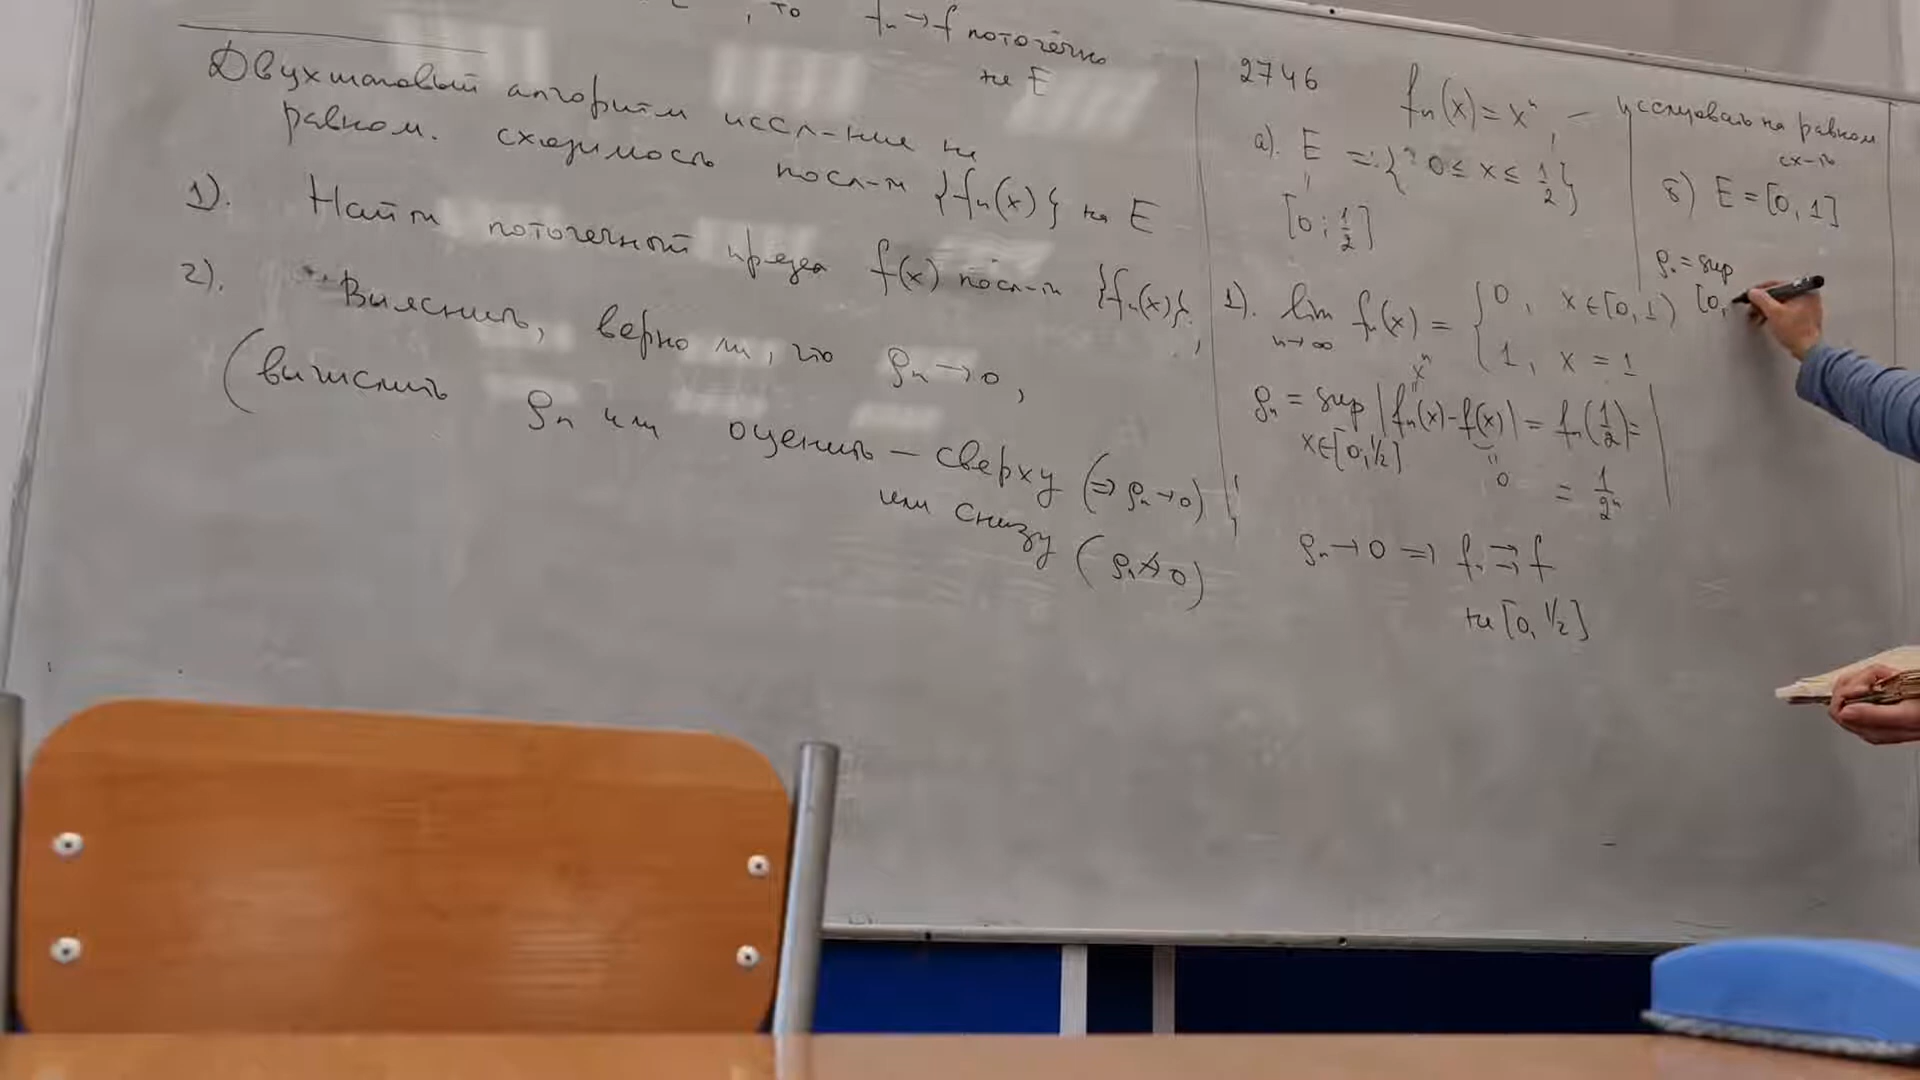 , то fₙ → f поточечно
на E
Двухшаговый алгоритм иссл-ние на
равном. сходимость посл-и {fₙ(x)} на E
1). Найти поточечный предел f(x) посл-и {fₙ(x)};
2). Выяснить, верно ли, что ρₙ → 0,
(вычислить ρₙ или оценить — сверху (⇒ ρₙ → 0)
или снизу (ρₙ ↛ 0)
2746 fₙ(x) = xⁿ, — исследовать на равном
сх-ть
а). E = { 0 ≤ x ≤ 1/2 }
"
[0; 1/2]
1). lim fₙ(x) = { 0, x ∈ [0, 1)
n→∞ { 1, x = 1
xⁿ
"
ρₙ = sup |fₙ(x) - f(x)| = fₙ(1/2) =
x∈[0,1/2]
"
0
= 1/2ⁿ
ρₙ → 0 ⇒ fₙ ⇉ f
на [0, 1/2]
б) E = [0, 1]
ρₙ = sup
[0,